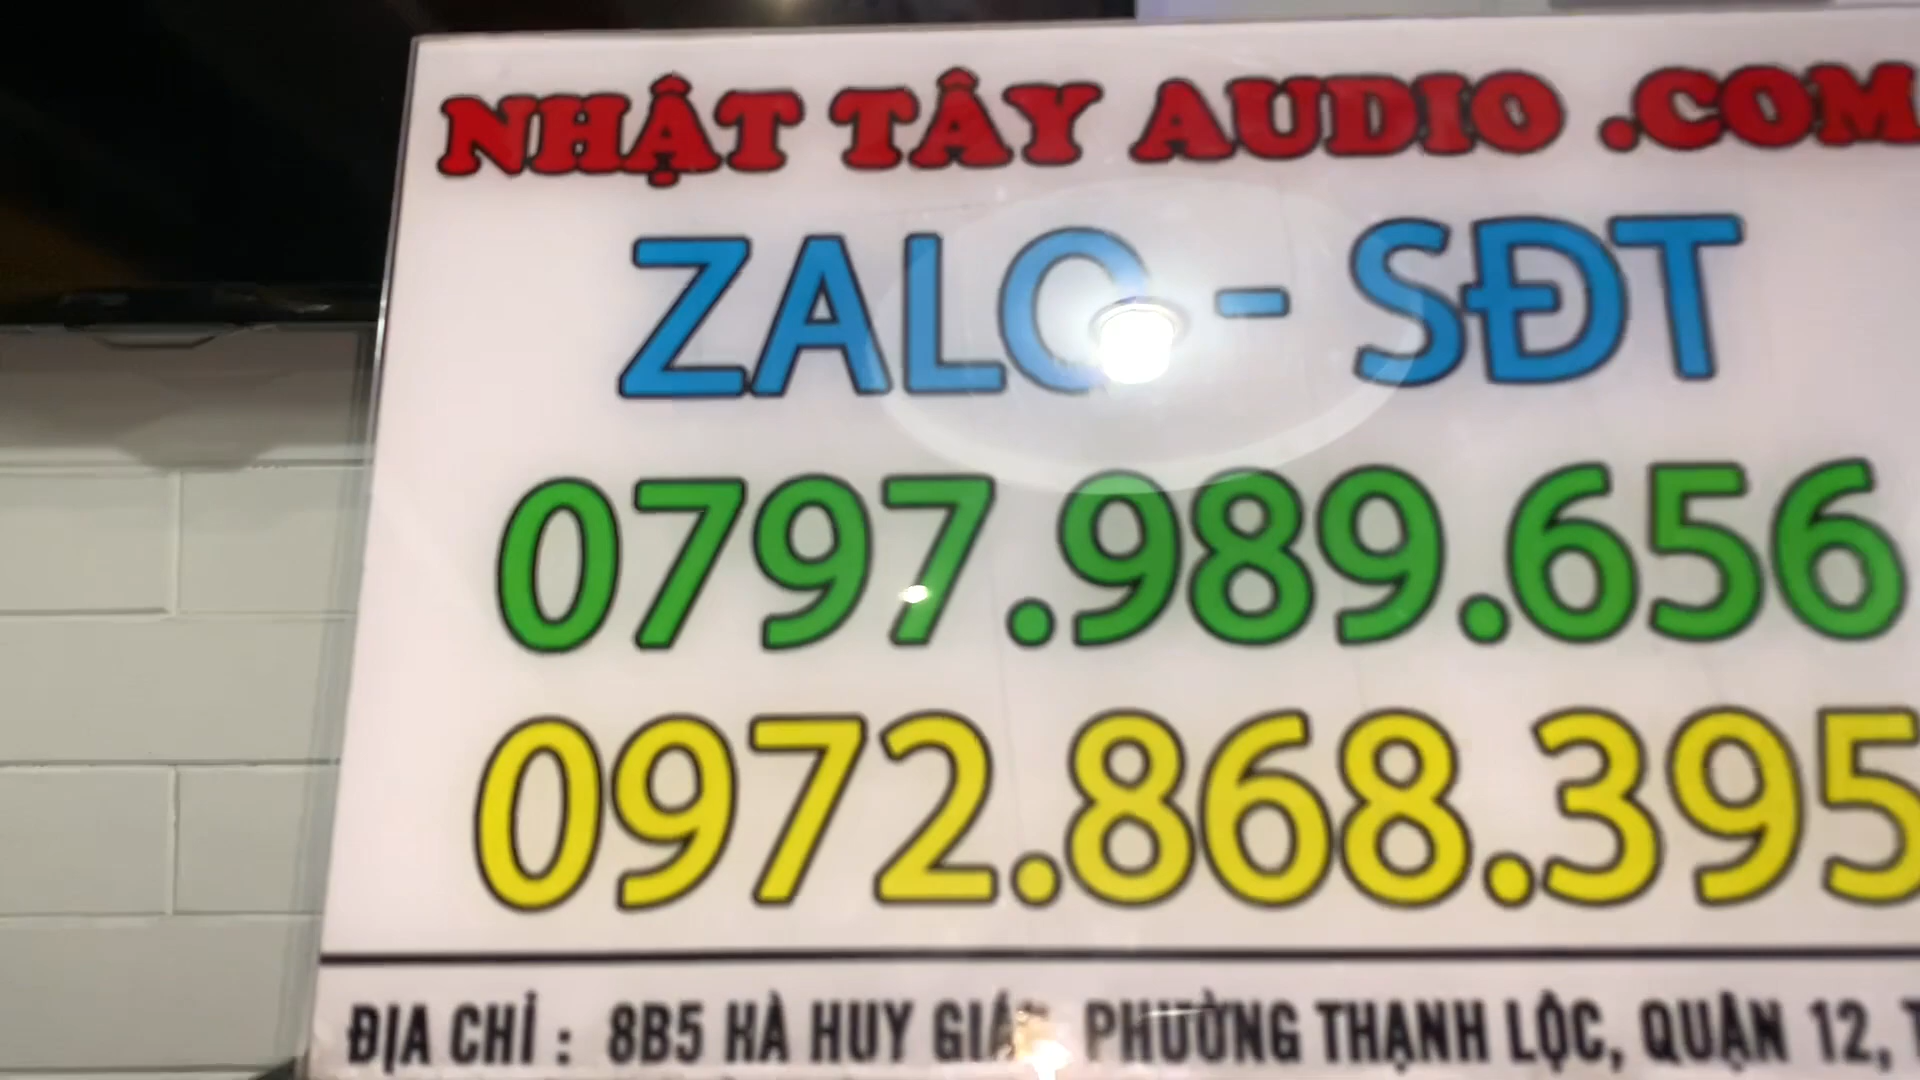 NHẬT TÂY AUDIO .COM
ZALO - SĐT
0797.989.656
0972.868.395
ĐỊA CHỈ : 8B5 HÀ HUY PHƯỜNG THẠNH LỘC, QUẬN 12,